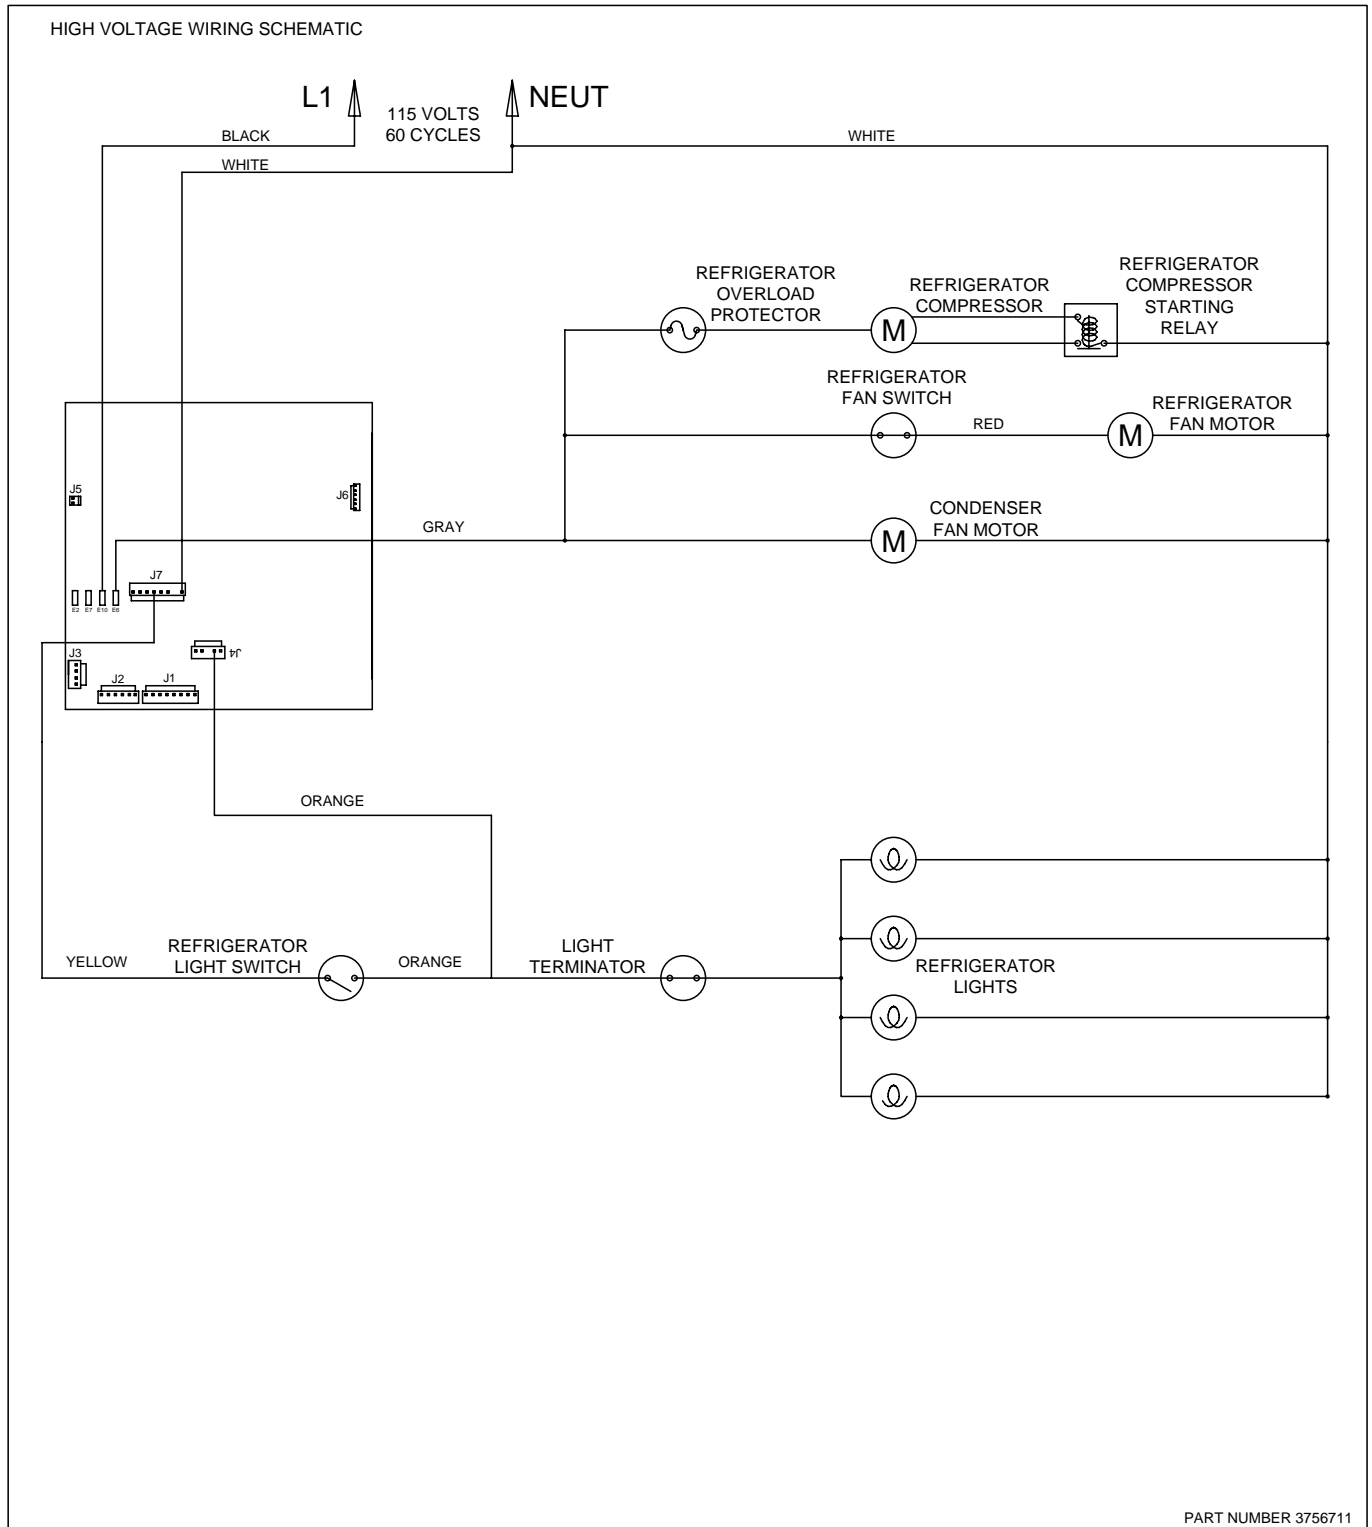 HIGH VOLTAGE WIRING SCHEMATIC
L1
115 VOLTS
60 CYCLES
NEUT
BLACK
WHITE
WHITE
REFRIGERATOR
OVERLOAD
PROTECTOR
REFRIGERATOR
COMPRESSOR
REFRIGERATOR
COMPRESSOR
STARTING
RELAY
M
REFRIGERATOR
FAN SWITCH
RED
REFRIGERATOR
FAN MOTOR
M
J5
J6
GRAY
CONDENSER
FAN MOTOR
M
J7
E2
E7
E10
E6
J4
J3
J2
J1
ORANGE
YELLOW
REFRIGERATOR
LIGHT SWITCH
ORANGE
LIGHT
TERMINATOR
REFRIGERATOR
LIGHTS
PART NUMBER 3756711